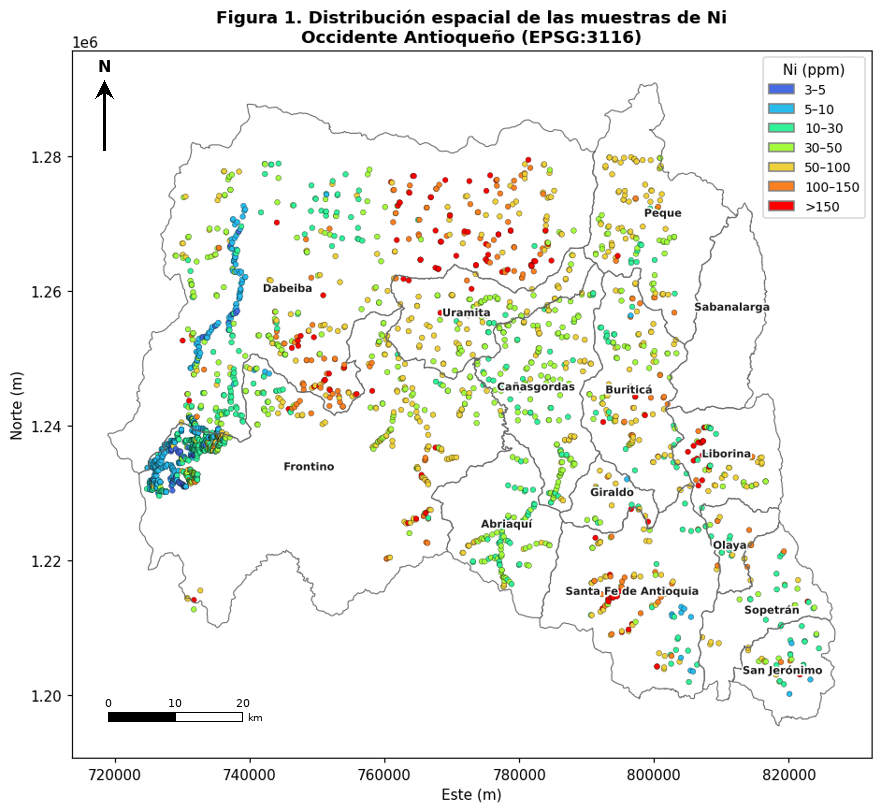 Figura 1. Distribución espacial de las muestras de Ni
Occidente Antioqueño (EPSG:3116)
1e6
N
Ni (ppm)
3–5
5–10
10–30
30–50
50–100
100–150
>150
1.28
1.26
1.24
1.22
1.20
Norte (m)
Peque
Dabeiba
Sabanalarga
Uramita
Cañasgordas
Buriticá
Liborina
Frontino
Giraldo
Abriaquí
Olaya
Santa Fe de Antioquia
Sopetrán
San Jerónimo
0 10 20
km
720000 740000 760000 780000 800000 820000
Este (m)